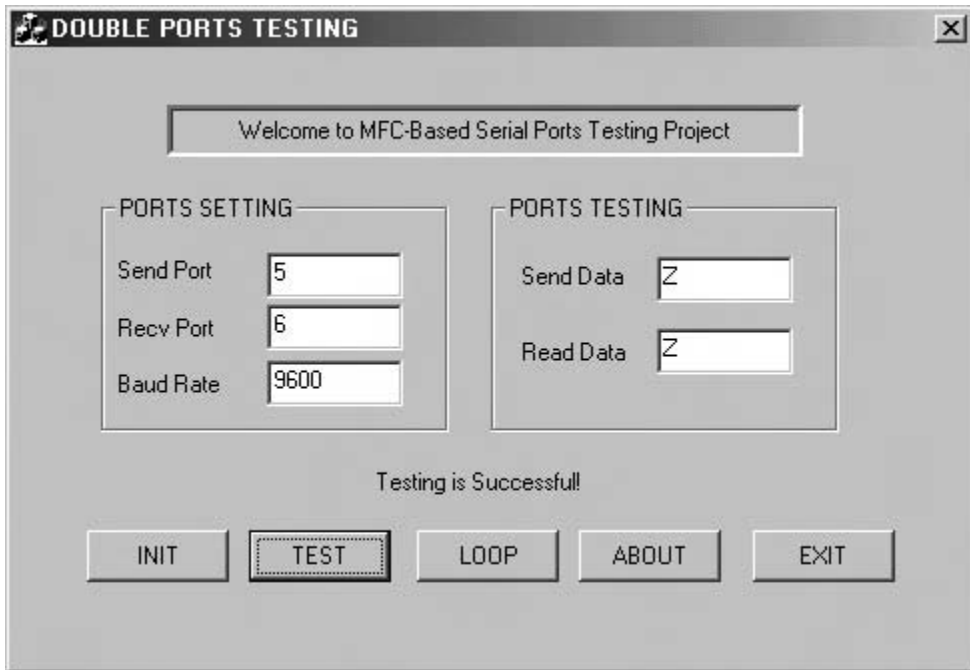 DOUBLE PORTS TESTING
Welcome to MFC-Based Serial Ports Testing Project
PORTS SETTING
Send Port 5
Recv Port 6
Baud Rate 9600
PORTS TESTING
Send Data Z
Read Data Z
Testing is Successful!
INIT TEST LOOP ABOUT EXIT